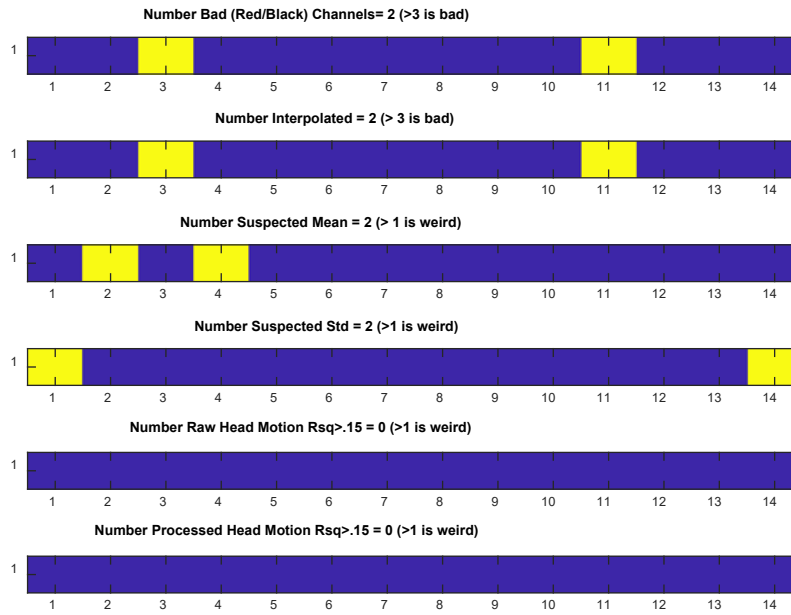 Number Bad (Red/Black) Channels= 2 (>3 is bad)
1
1 2 3 4 5 6 7 8 9 10 11 12 13 14
Number Interpolated = 2 (> 3 is bad)
1
1 2 3 4 5 6 7 8 9 10 11 12 13 14
Number Suspected Mean = 2 (> 1 is weird)
1
1 2 3 4 5 6 7 8 9 10 11 12 13 14
Number Suspected Std = 2 (>1 is weird)
1
1 2 3 4 5 6 7 8 9 10 11 12 13 14
Number Raw Head Motion Rsq>.15 = 0 (>1 is weird)
1
1 2 3 4 5 6 7 8 9 10 11 12 13 14
Number Processed Head Motion Rsq>.15 = 0 (>1 is weird)
1
1 2 3 4 5 6 7 8 9 10 11 12 13 14